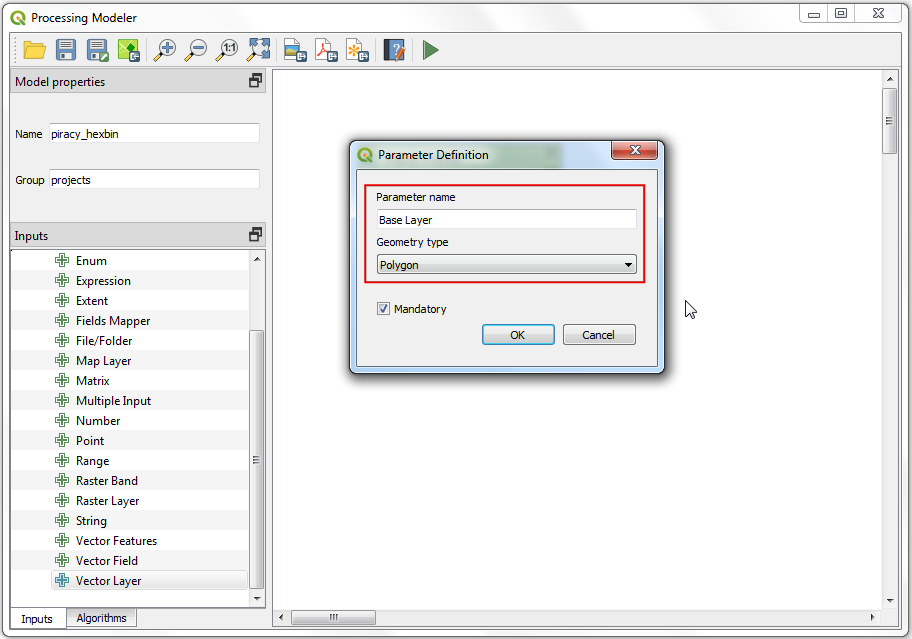 Processing Modeler
1:1
Model properties
Name piracy_hexbin
Group projects
Inputs
Enum
Expression
Extent
Fields Mapper
File/Folder
Map Layer
Matrix
Multiple Input
Number
Point
Range
Raster Band
Raster Layer
String
Vector Features
Vector Field
Vector Layer
Inputs Algorithms
Parameter Definition
Parameter name
Base Layer
Geometry type
Polygon
Mandatory
OK Cancel